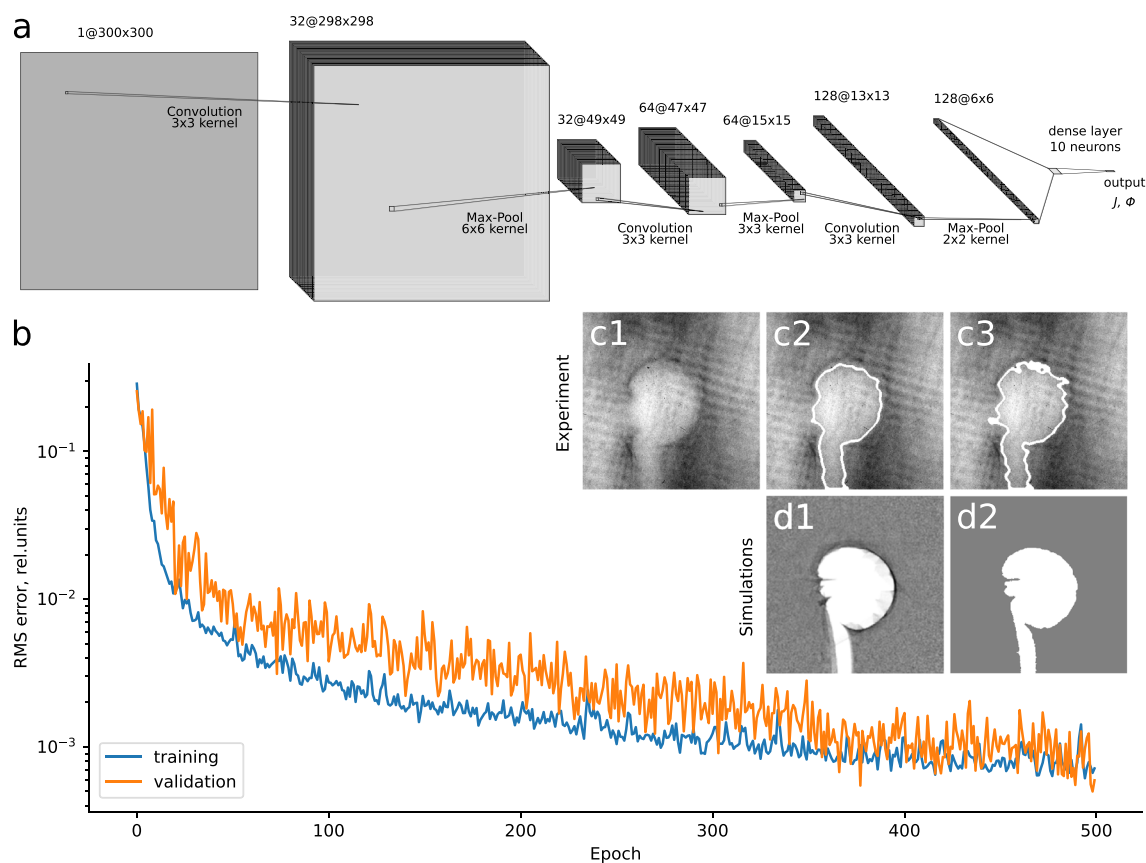 a
1@300x300
32@298x298
Convolution
3x3 kernel
Max-Pool
6x6 kernel
32@49x49
64@47x47
Convolution
3x3 kernel
64@15x15
Max-Pool
3x3 kernel
128@13x13
Convolution
3x3 kernel
128@6x6
Max-Pool
2x2 kernel
dense layer
10 neurons
output
J, Φ
b
RMS error, rel.units
10⁻¹
10⁻²
10⁻³
training
validation
0
100
200
300
400
500
Epoch
Experiment
c1
c2
c3
Simulations
d1
d2